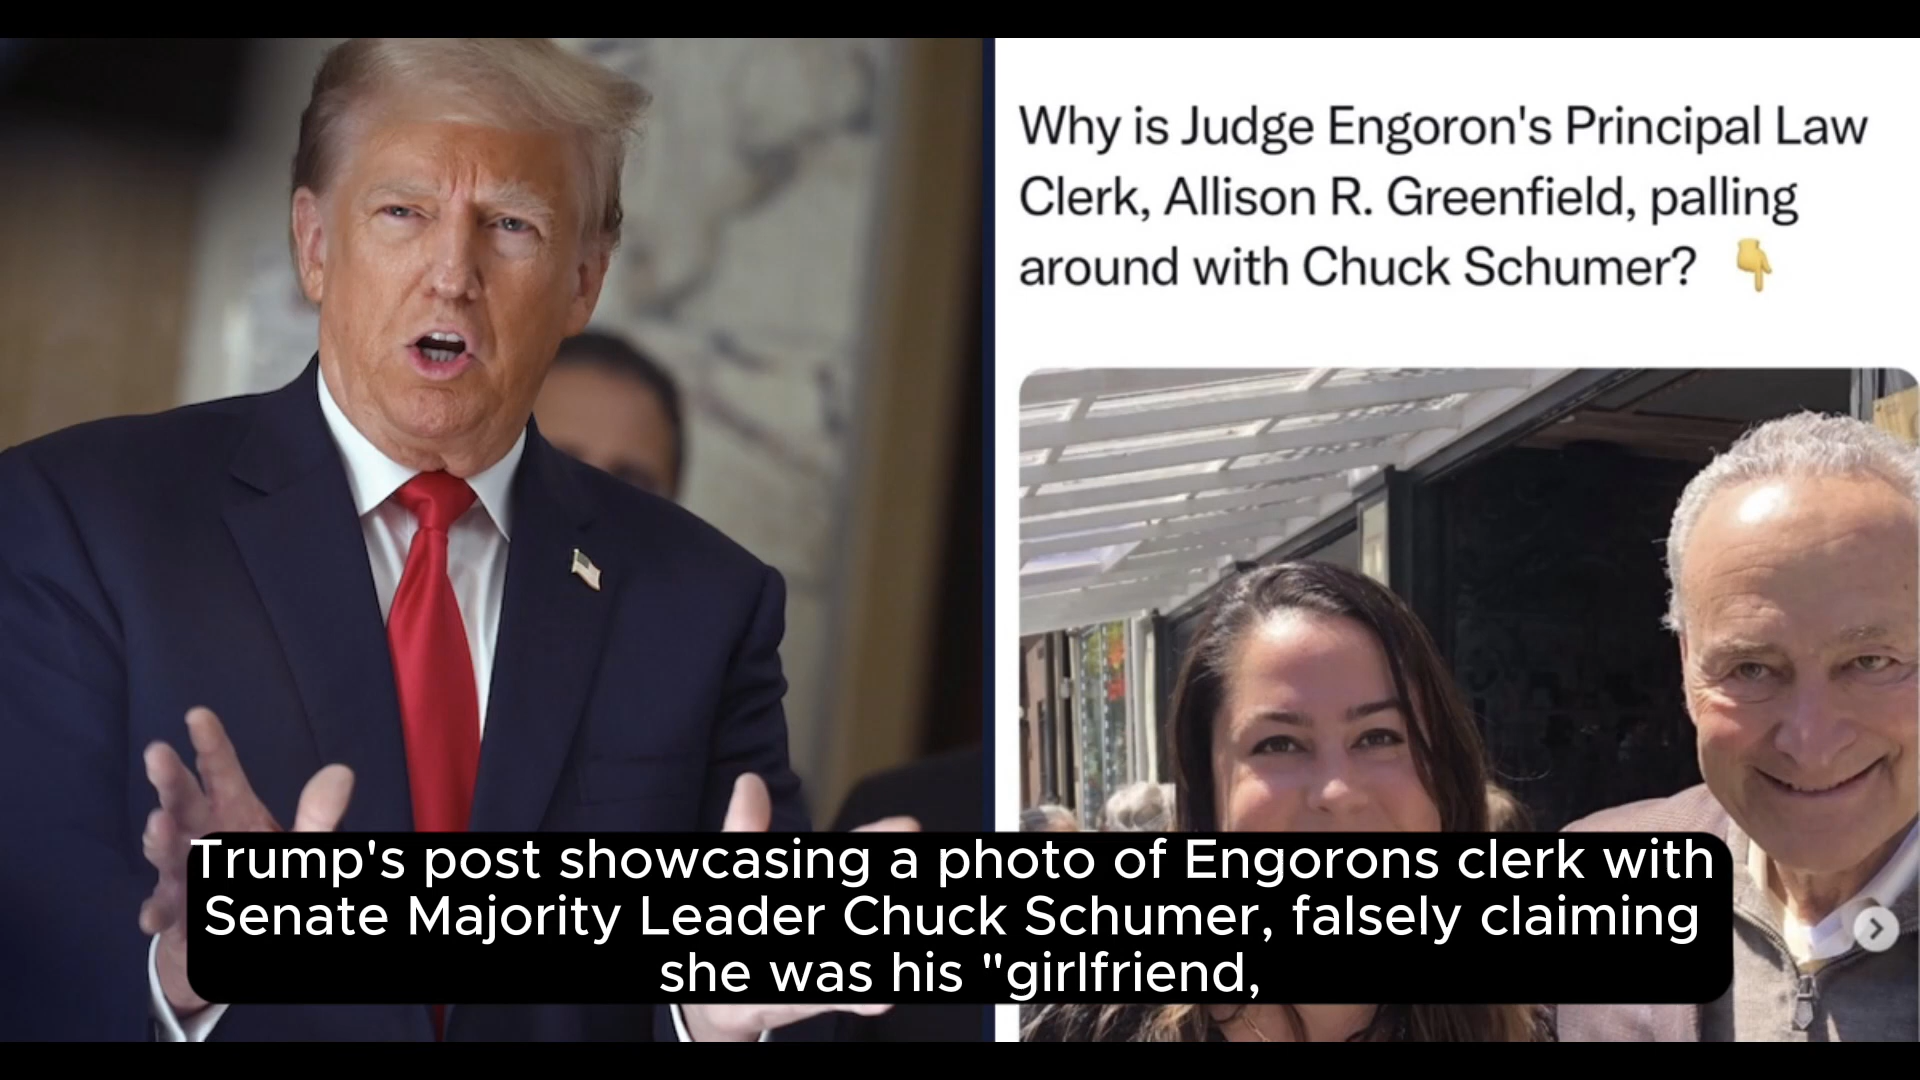 Why is Judge Engoron's Principal Law
Clerk, Allison R. Greenfield, palling
around with Chuck Schumer? 👇
Trump's post showcasing a photo of Engorons clerk with
Senate Majority Leader Chuck Schumer, falsely claiming
she was his "girlfriend,